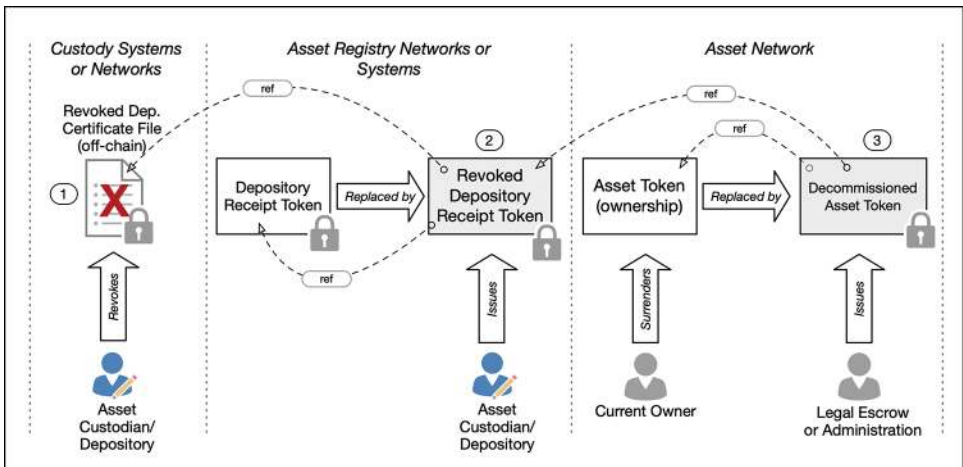 Custody Systems
or Networks
Asset Registry Networks or
Systems
Asset Network
ref
ref
ref
Revoked Dep.
Certificate File
(off-chain)
1
X
2
3
Depository
Receipt Token
Replaced by
Revoked
Depository
Receipt Token
Asset Token
(ownership)
Replaced by
Decommissioned
Asset Token
ref
Revokes
Issues
Surrenders
Issues
Asset
Custodian/
Depository
Asset
Custodian/
Depository
Current Owner
Legal Escrow
or Administration